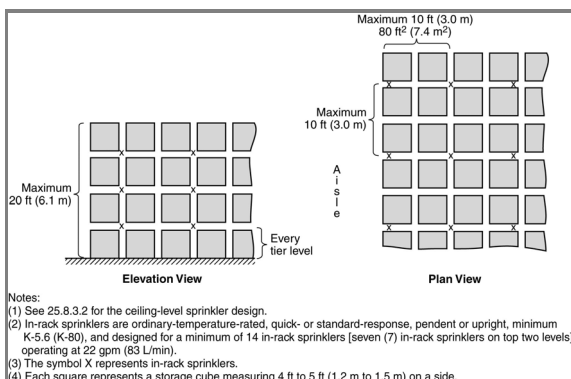 Maximum 10 ft (3.0 m)
80 ft² (7.4 m²)
Maximum
10 ft (3.0 m)
Aisle
Maximum
20 ft (6.1 m)
Every
tier level
Elevation View
Plan View
Notes:
(1) See 25.8.3.2 for the ceiling-level sprinkler design.
(2) In-rack sprinklers are ordinary-temperature-rated, quick- or standard-response, pendent or upright, minimum
K-5.6 (K-80), and designed for a minimum of 14 in-rack sprinklers [seven (7) in-rack sprinklers on top two levels]
operating at 22 gpm (83 L/min).
(3) The symbol X represents in-rack sprinklers.
(4) Each square represents a storage cube measuring 4 ft to 5 ft (1.2 m to 1.5 m) on a side.